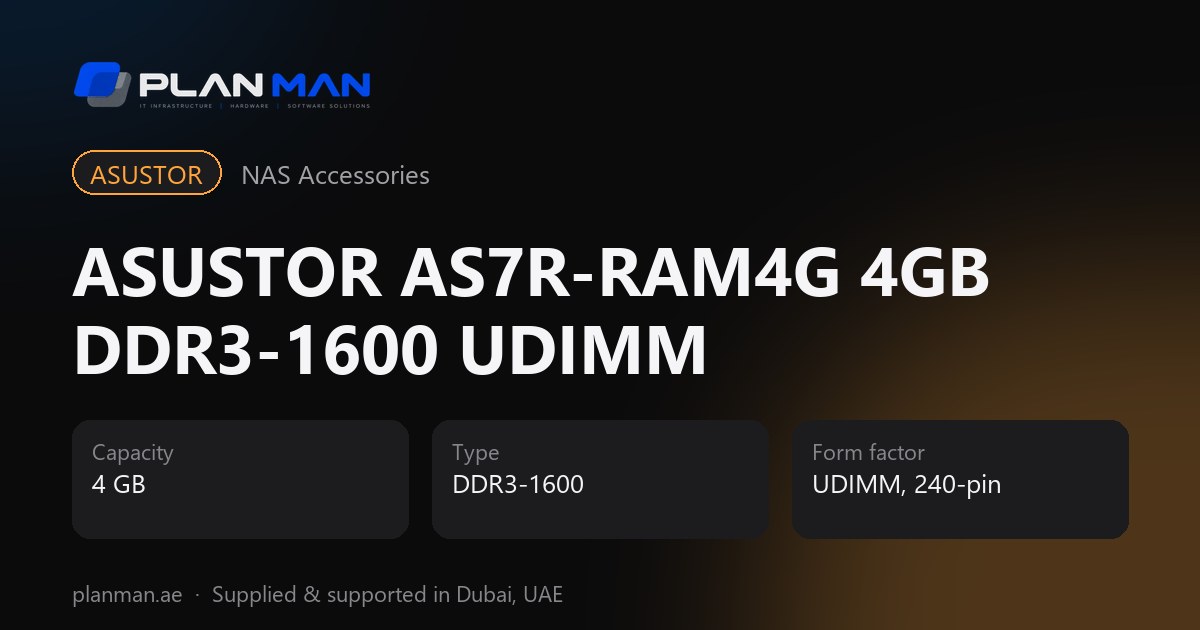 PLAN MAN
IT INFRASTRUCTURE | HARDWARE | SOFTWARE SOLUTIONS
ASUSTOR NAS Accessories
ASUSTOR AS7R-RAM4G 4GB
DDR3-1600 UDIMM
Capacity
4 GB
Type
DDR3-1600
Form factor
UDIMM, 240-pin
planman.ae · Supplied & supported in Dubai, UAE